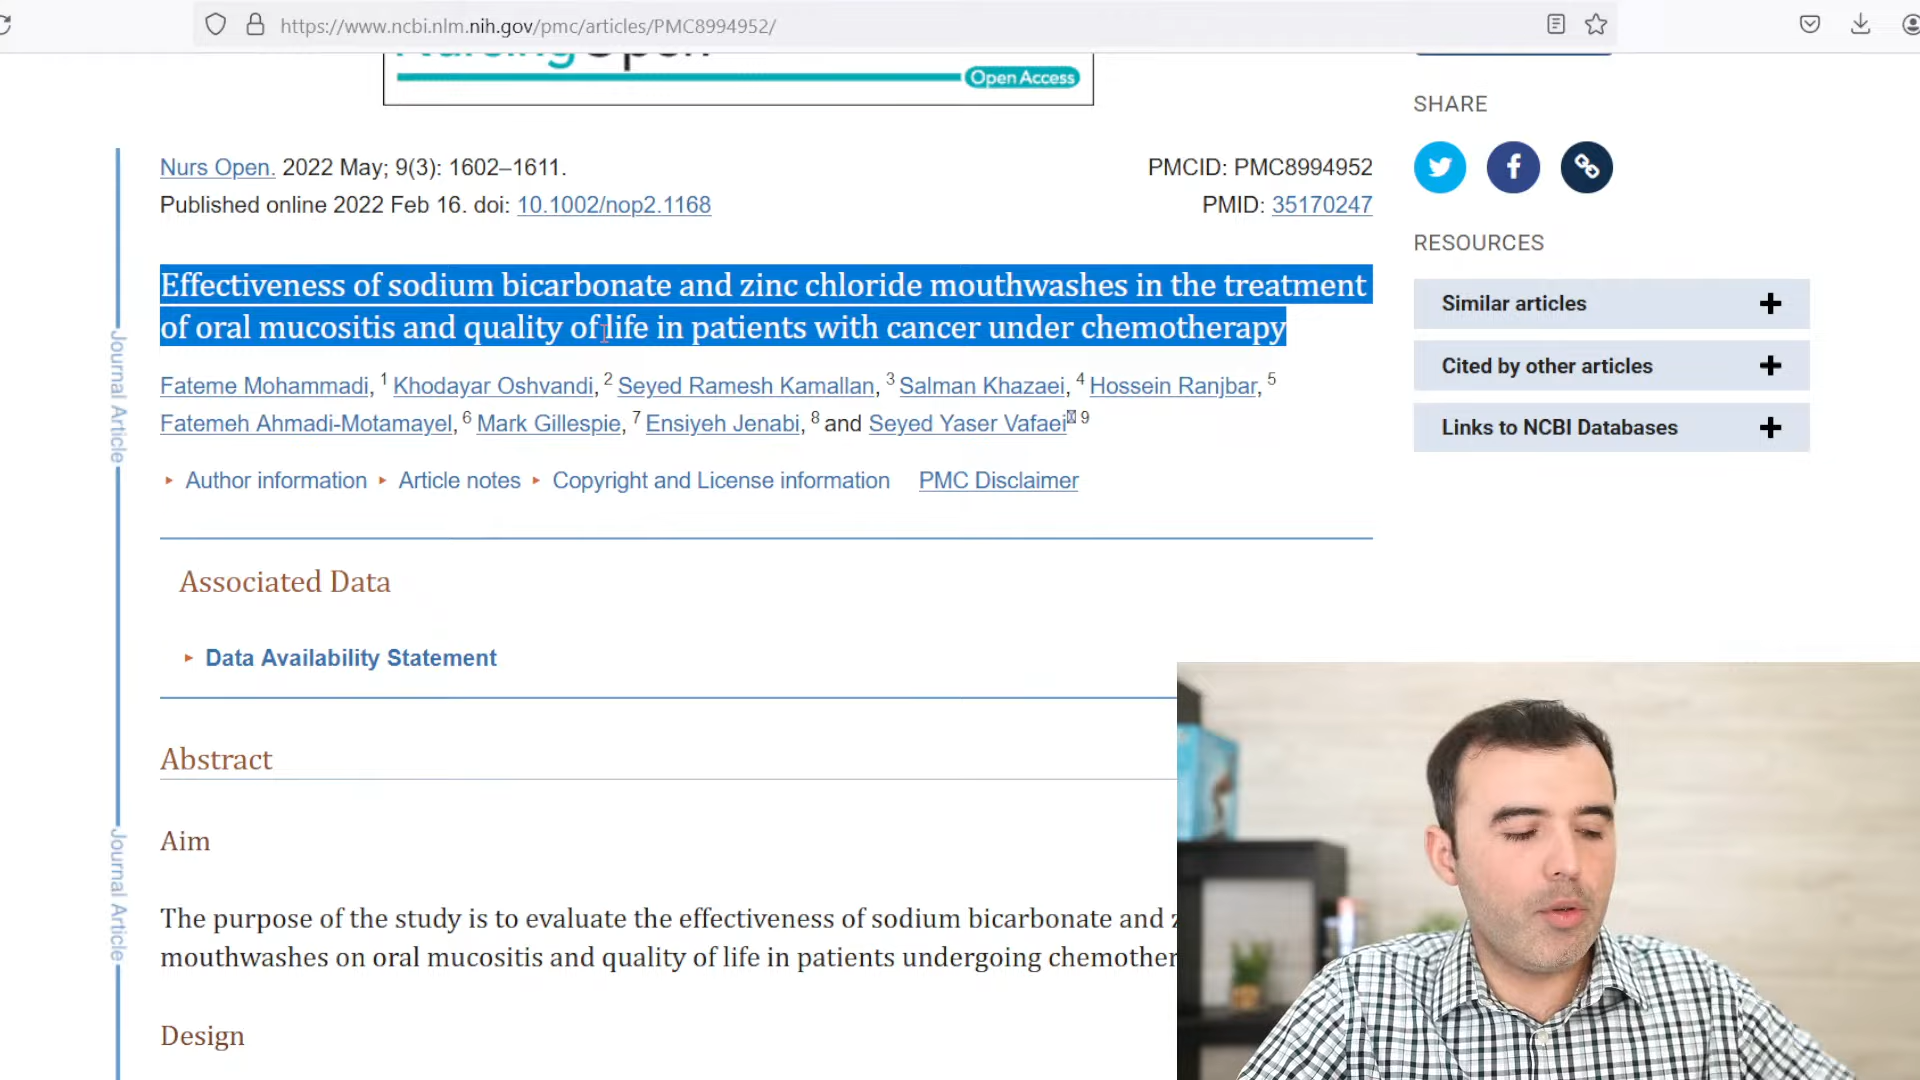 https://www.ncbi.nlm.nih.gov/pmc/articles/PMC8994952/
Nursing Open
Open Access
SHARE
Nurs Open. 2022 May; 9(3): 1602–1611.
PMCID: PMC8994952
Published online 2022 Feb 16. doi: 10.1002/nop2.1168
PMID: 35170247
RESOURCES
Effectiveness of sodium bicarbonate and zinc chloride mouthwashes in the treatment
of oral mucositis and quality of life in patients with cancer under chemotherapy
Similar articles
Cited by other articles
Links to NCBI Databases
Fateme Mohammadi, 1 Khodayar Oshvandi, 2 Seyed Ramesh Kamallan, 3 Salman Khazaei, 4 Hossein Ranjbar, 5
Fatemeh Ahmadi-Motamayel, 6 Mark Gillespie, 7 Ensiyeh Jenabi, 8 and Seyed Yaser Vafaei 9
Author information Article notes Copyright and License information PMC Disclaimer
Journal Article
Associated Data
Data Availability Statement
Abstract
Aim
Journal Article
The purpose of the study is to evaluate the effectiveness of sodium bicarbonate and
mouthwashes on oral mucositis and quality of life in patients undergoing chemother
Design